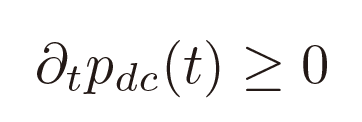 ∂ₜp_{dc}(t) ≥ 0